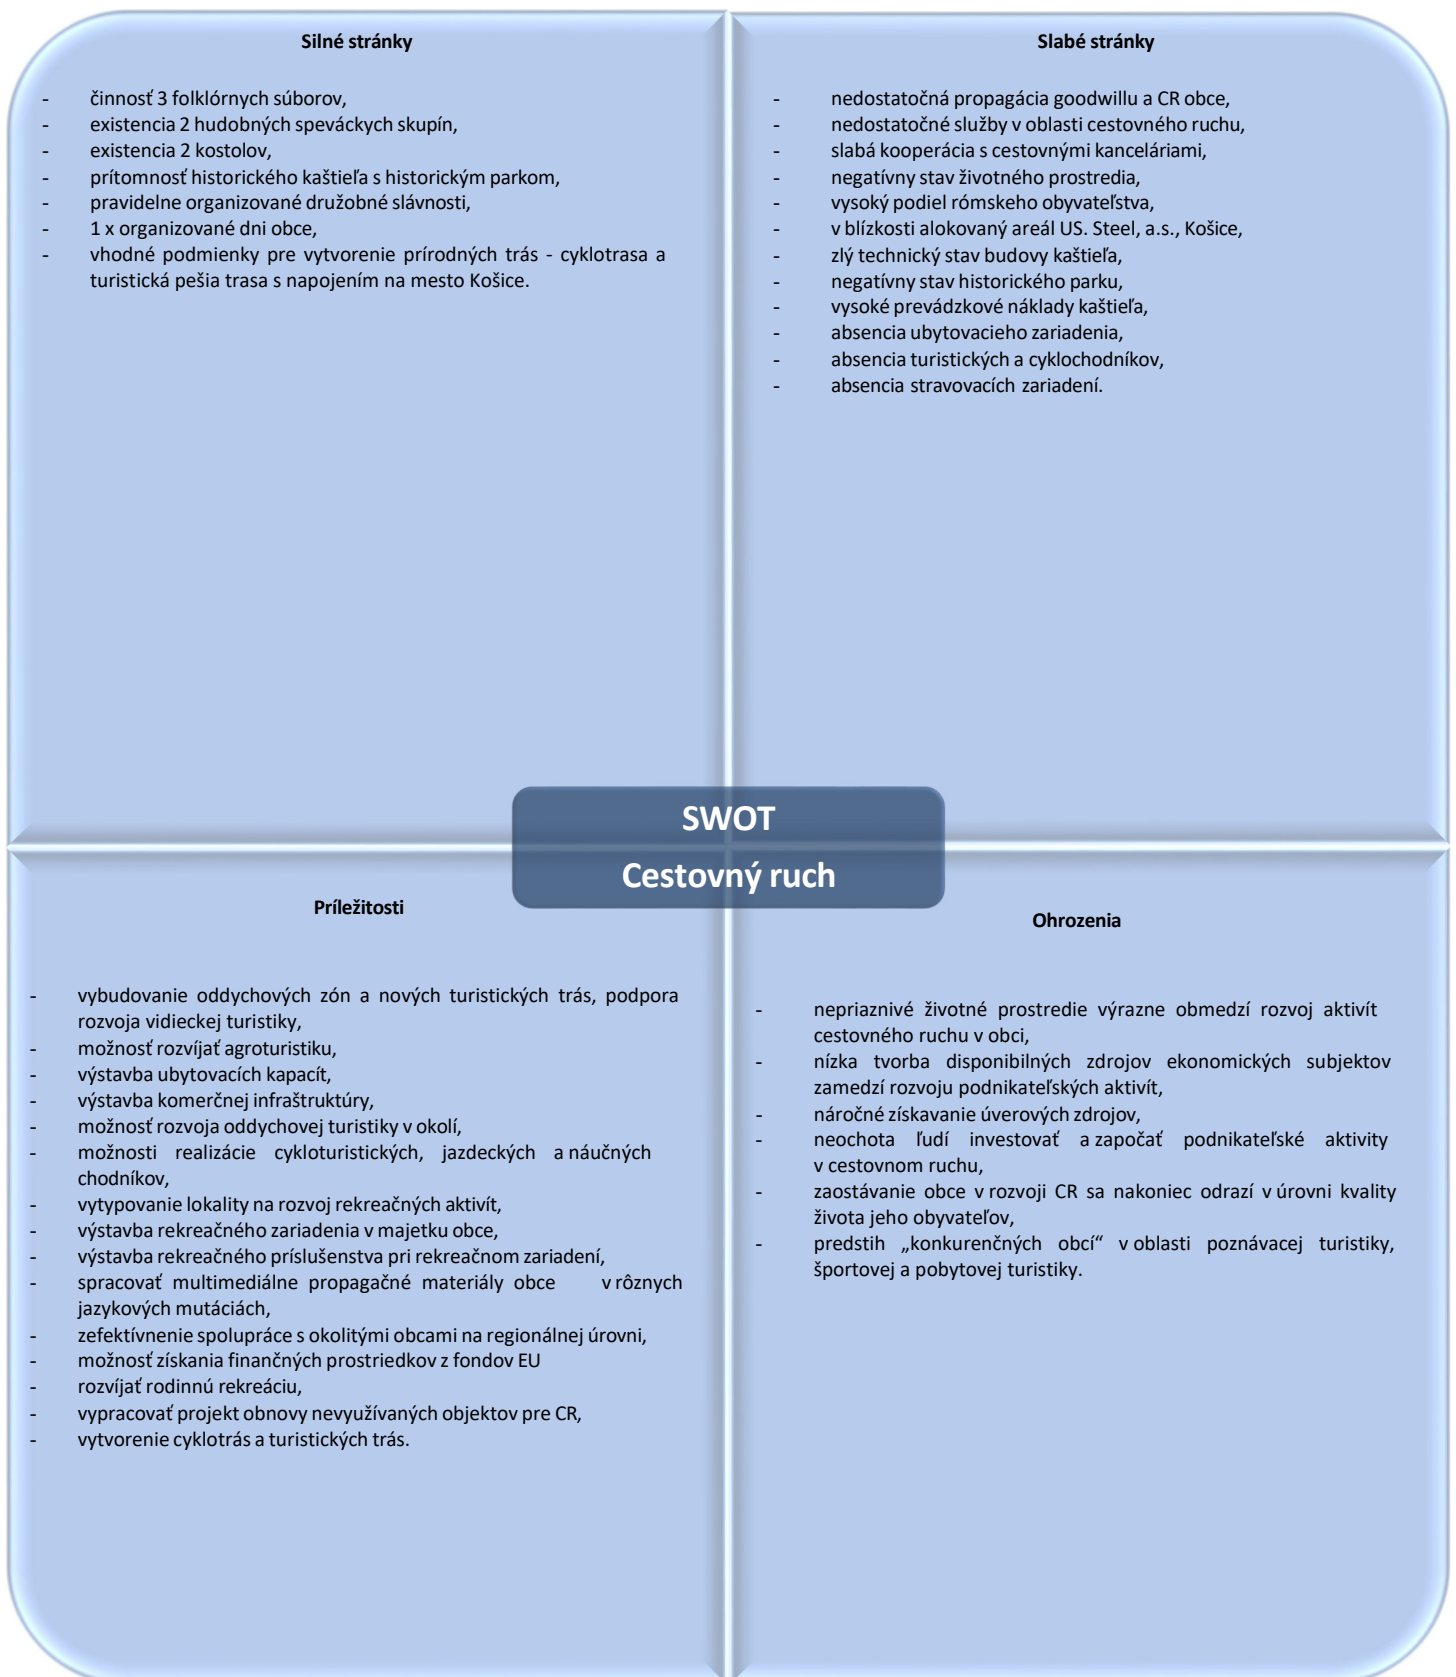 Silné stránky
- činnosť 3 folklórnych súborov,
- existencia 2 hudobných speváckych skupín,
- existencia 2 kostolov,
- prítomnosť historického kaštieľa s historickým parkom,
- pravidelne organizované družobné slávnosti,
- 1 x organizované dni obce,
- vhodné podmienky pre vytvorenie prírodných trás - cyklotrasa a
turistická pešia trasa s napojením na mesto Košice.
Slabé stránky
- nedostatočná propagácia goodwillu a CR obce,
- nedostatočné služby v oblasti cestovného ruchu,
- slabá kooperácia s cestovnými kanceláriami,
- negatívny stav životného prostredia,
- vysoký podiel rómskeho obyvateľstva,
- v blízkosti alokovaný areál US. Steel, a.s., Košice,
- zlý technický stav budovy kaštieľa,
- negatívny stav historického parku,
- vysoké prevádzkové náklady kaštieľa,
- absencia ubytovacieho zariadenia,
- absencia turistických a cyklochodníkov,
- absencia stravovacích zariadení.
SWOT
Cestovný ruch
Príležitosti
- vybudovanie oddychových zón a nových turistických trás, podpora
rozvoja vidieckej turistiky,
- možnosť rozvíjať agroturistiku,
- výstavba ubytovacích kapacít,
- výstavba komerčnej infraštruktúry,
- možnosť rozvoja oddychovej turistiky v okolí,
- možnosti realizácie cykloturistických, jazdeckých a náučných
chodníkov,
- vytypovanie lokality na rozvoj rekreačných aktivít,
- výstavba rekreačného zariadenia v majetku obce,
- výstavba rekreačného príslušenstva pri rekreačnom zariadení,
- spracovať multimediálne propagačné materiály obce v rôznych
jazykových mutáciách,
- zefektívnenie spolupráce s okolitými obcami na regionálnej úrovni,
- možnosť získania finančných prostriedkov z fondov EU
- rozvíjať rodinnú rekreáciu,
- vypracovať projekt obnovy nevyužívaných objektov pre CR,
- vytvorenie cyklotrás a turistických trás.
Ohrozenia
- nepriaznivé životné prostredie výrazne obmedzí rozvoj aktivít
cestovného ruchu v obci,
- nízka tvorba disponibilných zdrojov ekonomických subjektov
zamedzí rozvoju podnikateľských aktivít,
- náročné získavanie úverových zdrojov,
- neochota ľudí investovať a započať podnikateľské aktivity
v cestovnom ruchu,
- zaostávanie obce v rozvoji CR sa nakoniec odrazí v úrovni kvality
života jeho obyvateľov,
- predstih „konkurenčných obcí“ v oblasti poznávacej turistiky,
športovej a pobytovej turistiky.